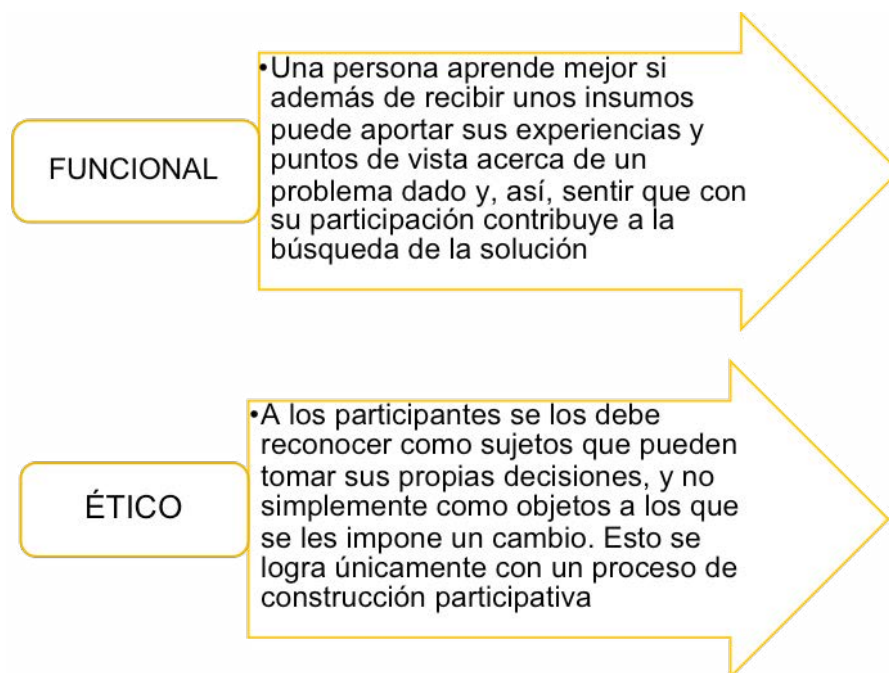 FUNCIONAL
•Una persona aprende mejor si
además de recibir unos insumos
puede aportar sus experiencias y
puntos de vista acerca de un
problema dado y, así, sentir que con
su participación contribuye a la
búsqueda de la solución
ÉTICO
•A los participantes se los debe
reconocer como sujetos que pueden
tomar sus propias decisiones, y no
simplemente como objetos a los que
se les impone un cambio. Esto se
logra únicamente con un proceso de
construcción participativa